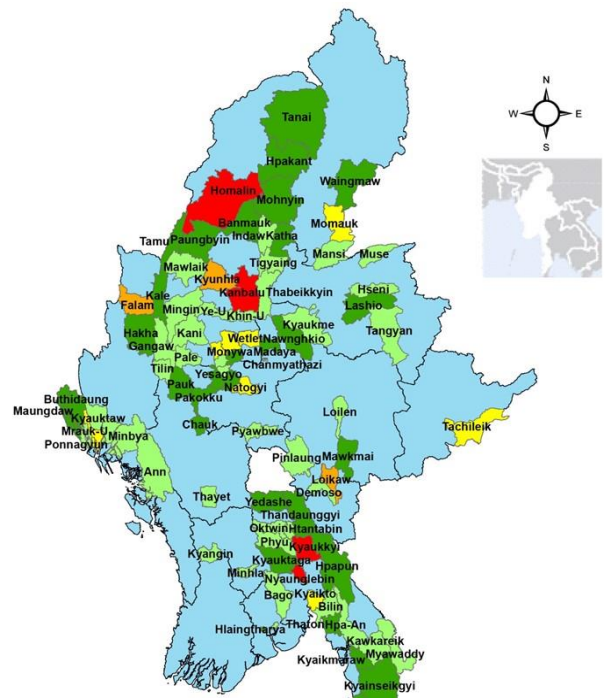 N
W E
S
Tanai
Hpakant
Waingmaw
Homalin
Mohnyin
Banmauk
Momauk
Indaw Katha
Tamu Paungbyin
Mansi Muse
Mawlaik Tigyaing
Kyunhla
Kanbalu Hseni
Kale Thabeikkyin
Falam Lashio
Mingin Ye-U Khin-U
Kyaukme
Hakha Kani Tangyan
Gangaw Wetlet Nawnghkio
Pale Monywa Madaya
Tilin Yesagyo Chanmyathazi
Pauk Natogyi
Buthidaung Pakokku
Maungdaw Kyauktaw Loilen
Mrauk-U Chauk Tachileik
Ponnagyun Minbya Pyawbwe
Pinlaung Mawkmai
Ann Loikaw
Thayet Demoso
Yedashe
Thandaunggyi
Oktwin Htantabin
Phyu Kyaukkyi
Kyangin Kyauktaga Hpapun
Minhla Nyaunglebin
Bago Kyaikto
Bilin
Hlaingtharya Thaton Hpa-An
Kawkareik
Kyaikmaraw Myawaddy
Kyainseikgyi